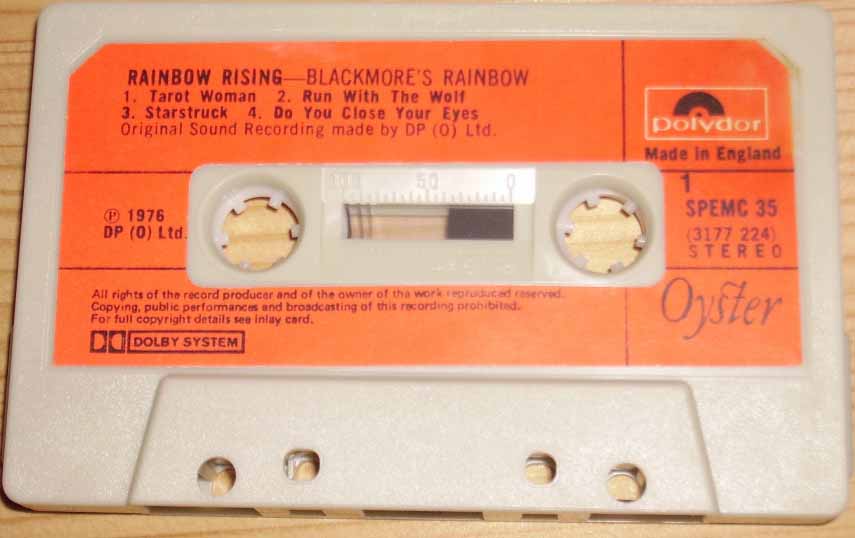 RAINBOW RISING—BLACKMORE'S RAINBOW
1. Tarot Woman 2. Run With The Wolf
3. Starstruck 4. Do You Close Your Eyes
Original Sound Recording made by DP (O) Ltd.
polydor
Made in England
100 50 0
1
SPEMC 35
(3177 224)
STEREO
℗ 1976
DP (O) Ltd.
All rights of the record producer and of the owner of the work reproduced reserved.
Copying, public performances and broadcasting of this recording prohibited.
For full copyright details see inlay card.
DOLBY SYSTEM
Oyster